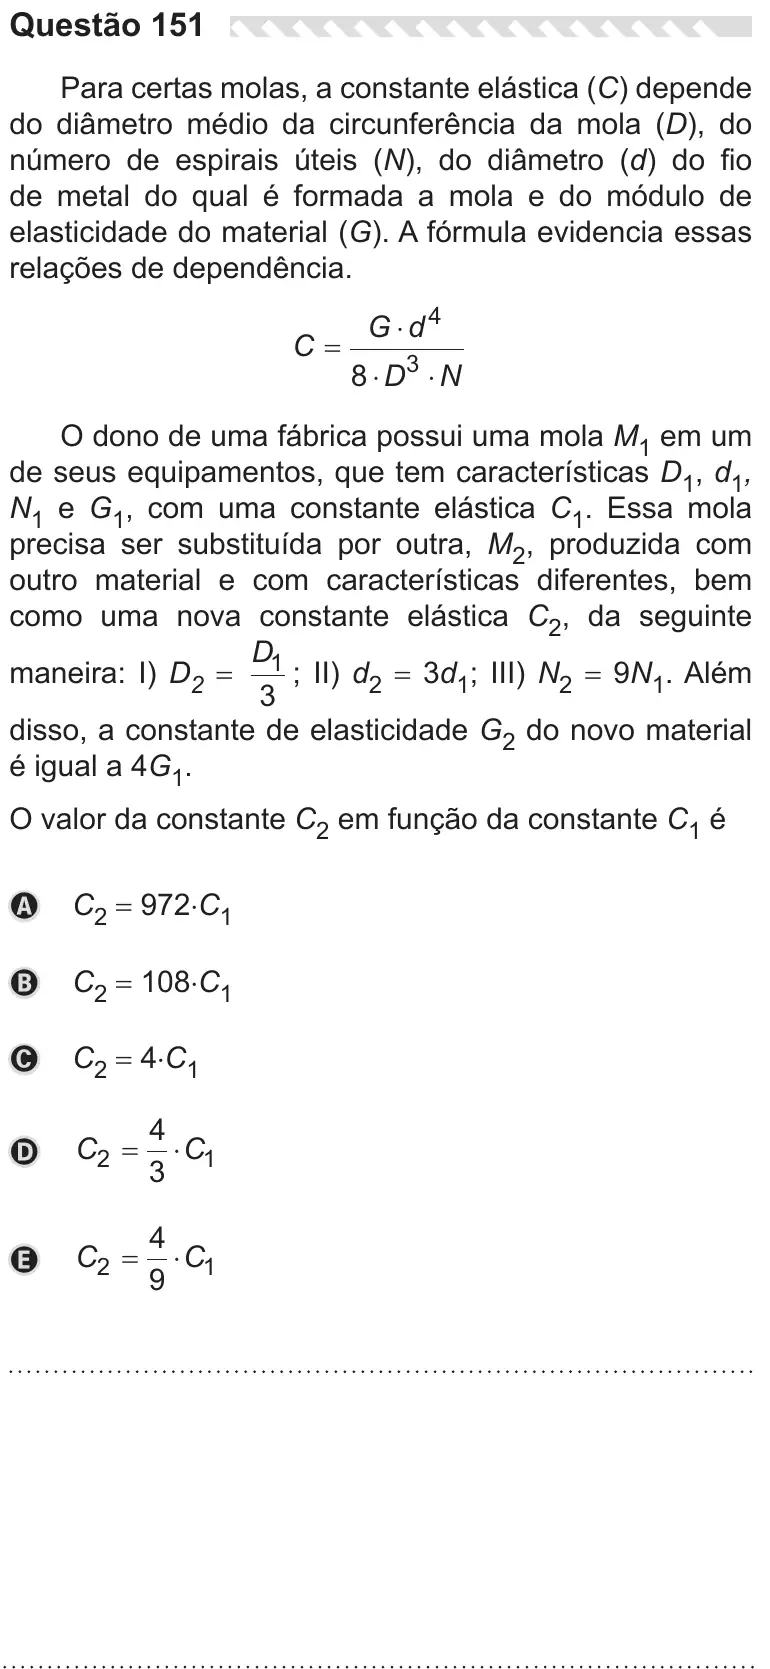 Questão 151
Para certas molas, a constante elástica (C) depende
do diâmetro médio da circunferência da mola (D), do
número de espirais úteis (N), do diâmetro (d) do fio
de metal do qual é formada a mola e do módulo de
elasticidade do material (G). A fórmula evidencia essas
relações de dependência.
C = G · d⁴ / 8 · D³ · N
O dono de uma fábrica possui uma mola M₁ em um
de seus equipamentos, que tem características D₁, d₁,
N₁ e G₁, com uma constante elástica C₁. Essa mola
precisa ser substituída por outra, M₂, produzida com
outro material e com características diferentes, bem
como uma nova constante elástica C₂, da seguinte
maneira: I) D₂ = D₁/3 ; II) d₂ = 3d₁; III) N₂ = 9N₁. Além
disso, a constante de elasticidade G₂ do novo material
é igual a 4G₁.
O valor da constante C₂ em função da constante C₁ é
A C₂ = 972·C₁
B C₂ = 108·C₁
C C₂ = 4·C₁
D C₂ = 4/3 · C₁
E C₂ = 4/9 · C₁